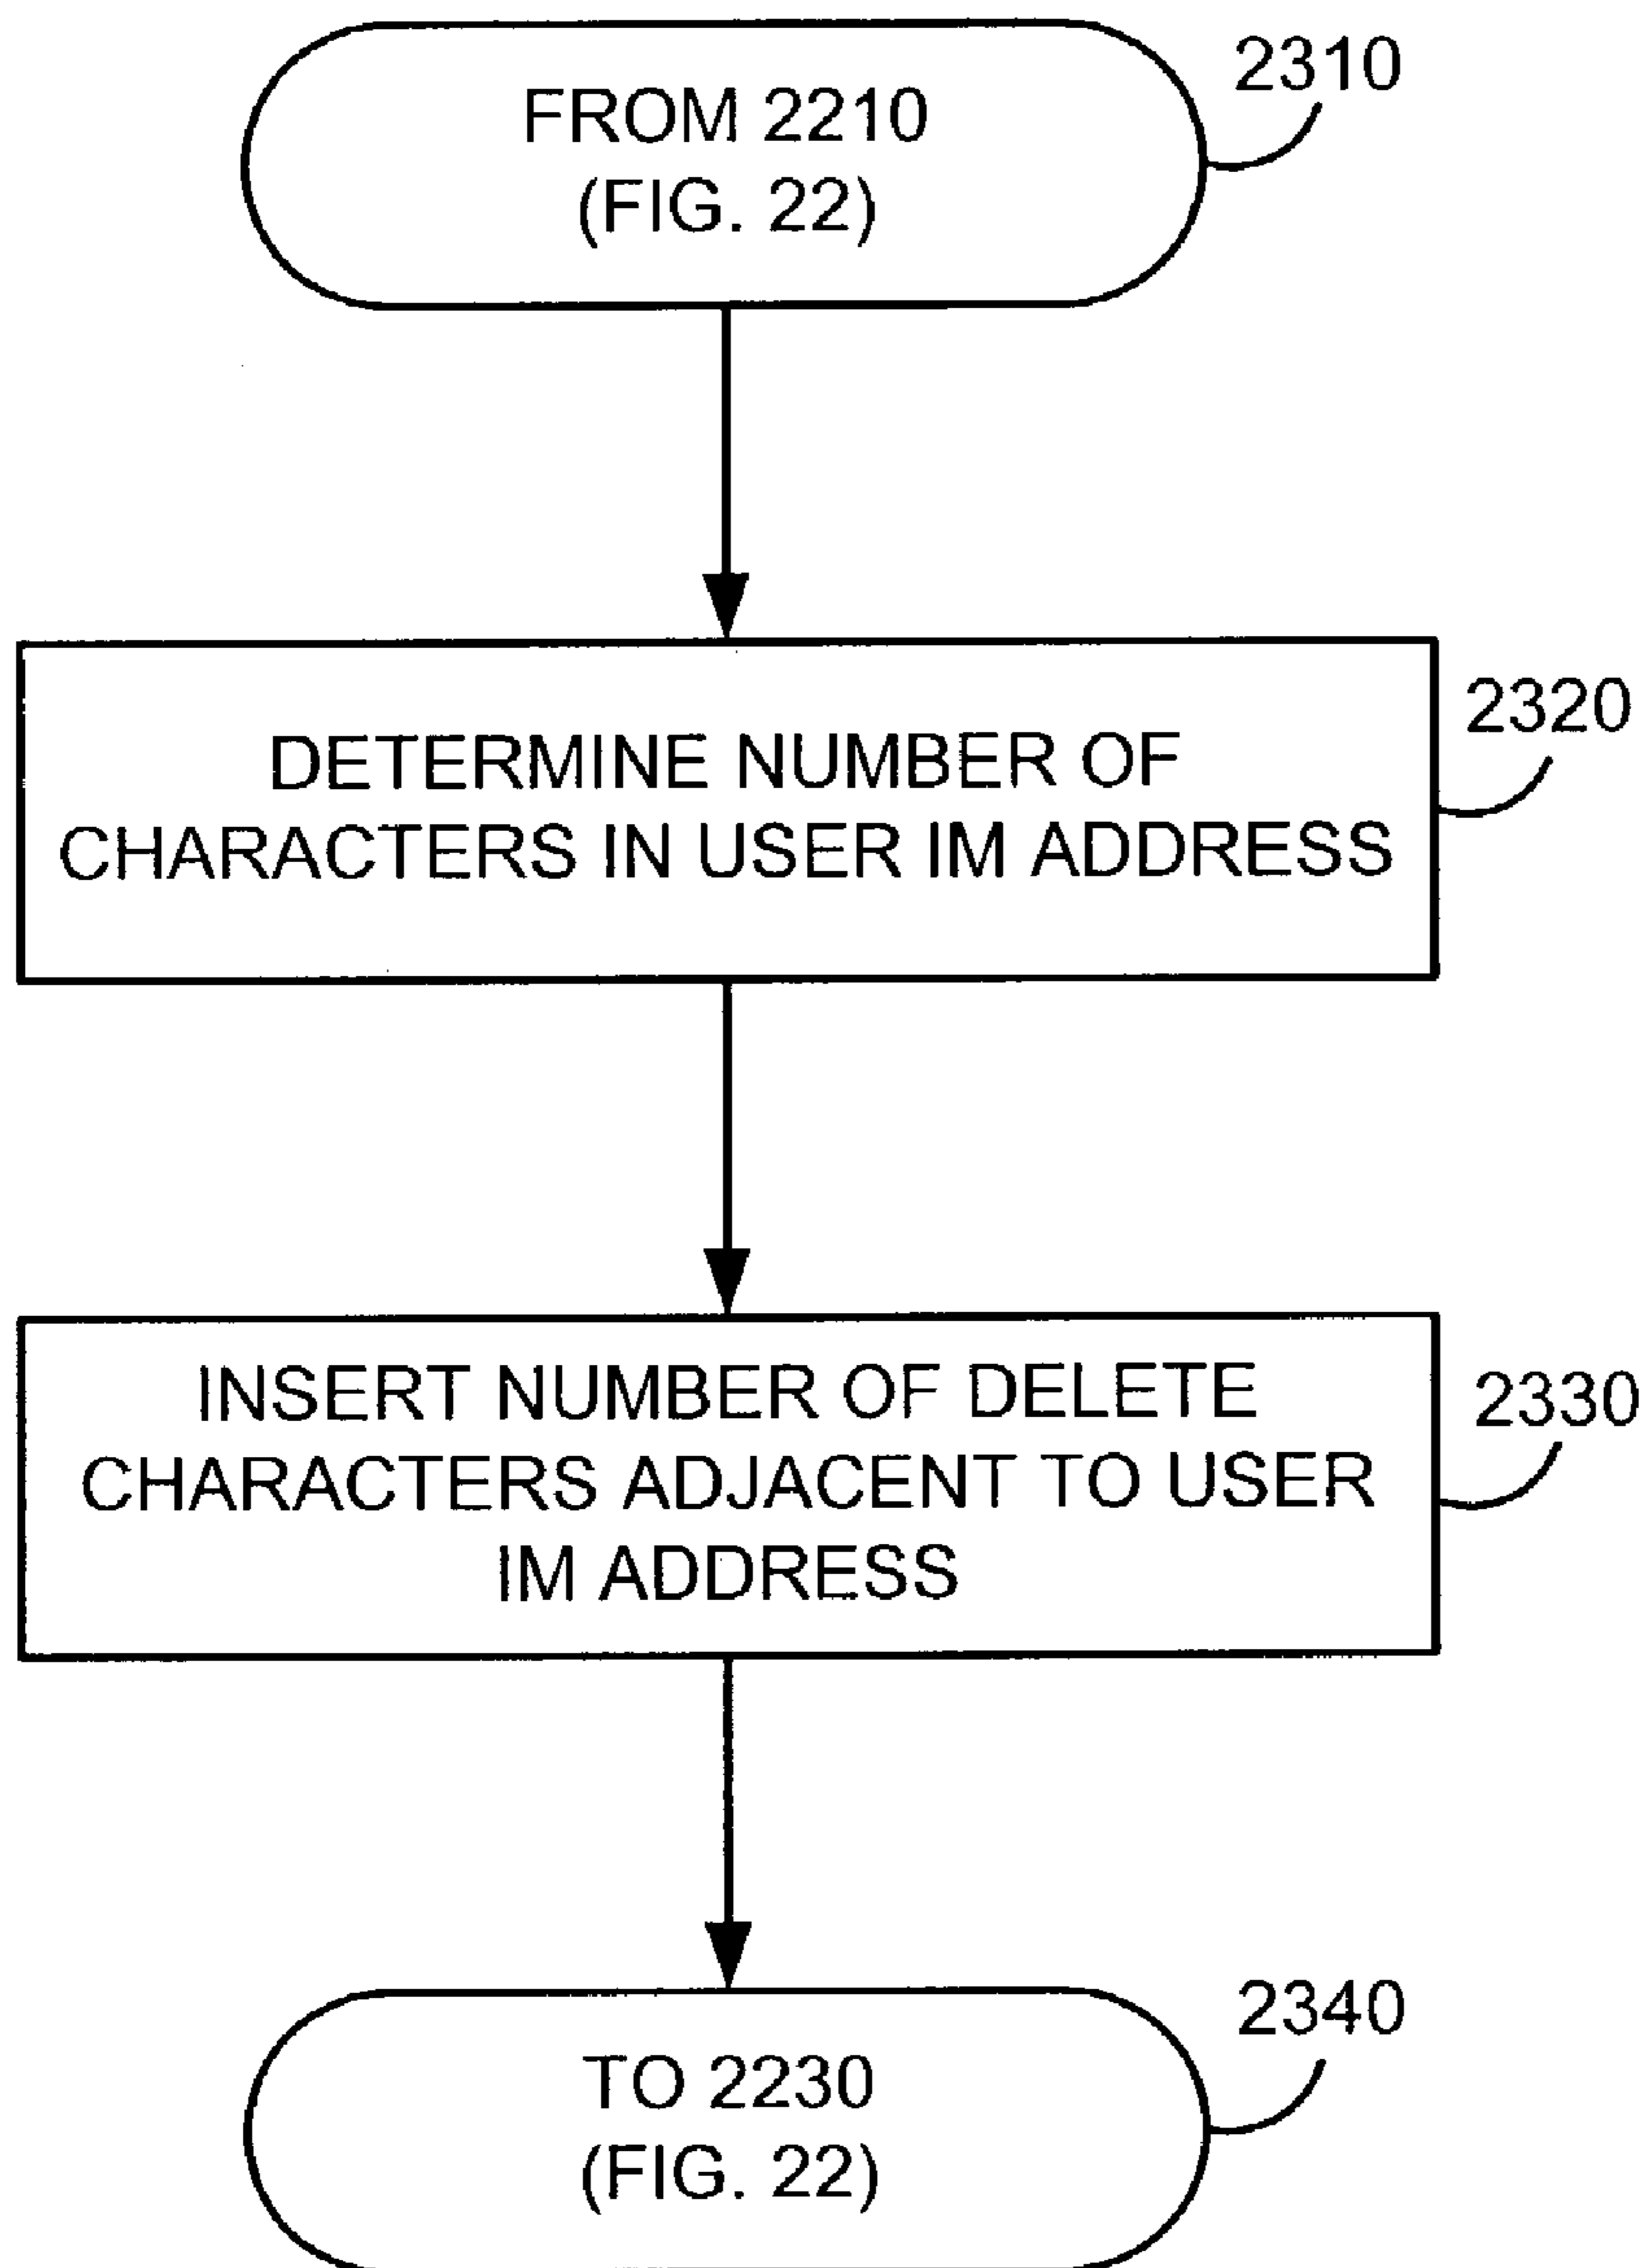 FROM 2210
(FIG. 22)
2310
DETERMINE NUMBER OF
CHARACTERS IN USER IM ADDRESS
2320
INSERT NUMBER OF DELETE
CHARACTERS ADJACENT TO USER
IM ADDRESS
2330
TO 2230
(FIG. 22)
2340